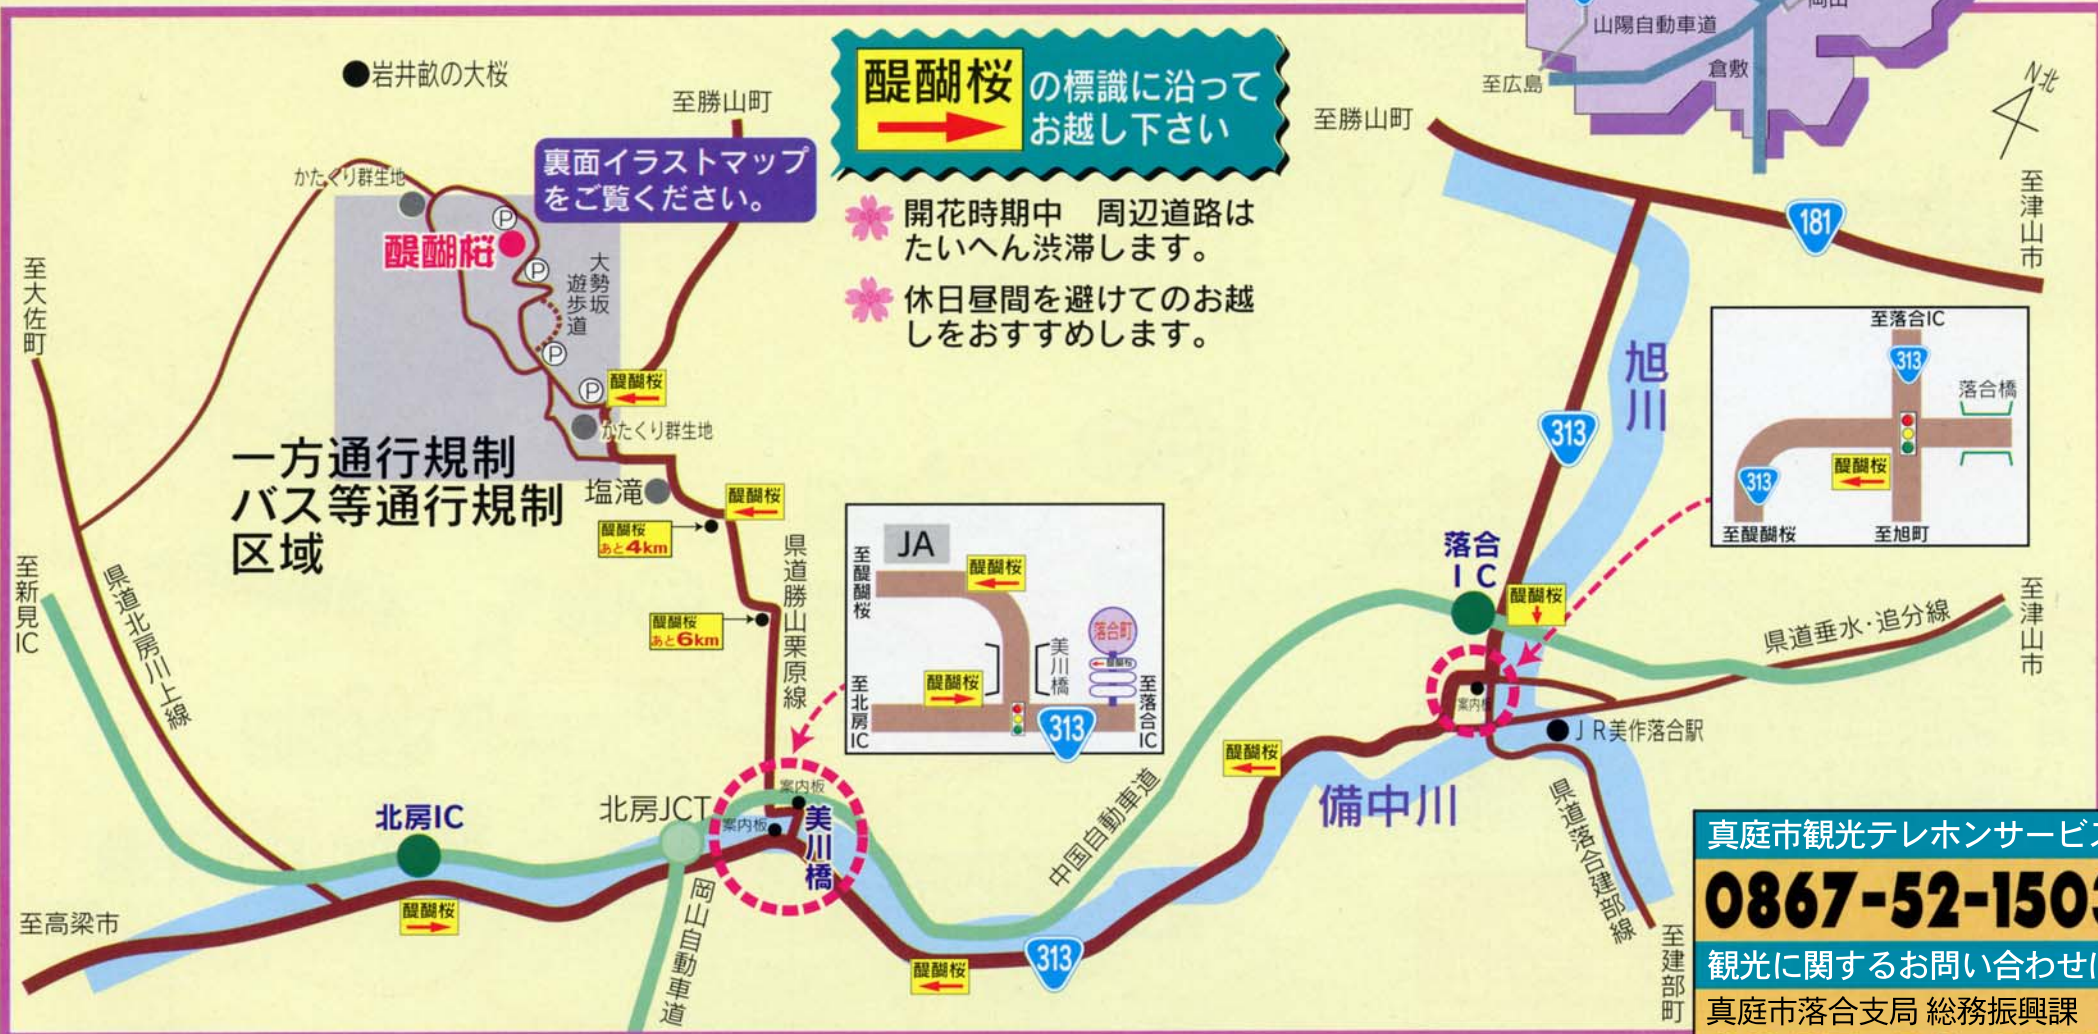 岡山
山陽自動車道
倉敷
至広島
N北
●岩井畝の大桜
至勝山町
醍醐桜
の標識に沿って
お越し下さい
至勝山町
裏面イラストマップ
をご覧ください。
かたくり群生地
P
醍醐桜
P
大勢坂
遊歩道
P
P
醍醐桜
かたくり群生地
開花時期中 周辺道路は
たいへん渋滞します。
休日昼間を避けてのお越
しをおすすめします。
181
至津山市
至大佐町
一方通行規制
バス等通行規制
区域
塩滝
醍醐桜
醍醐桜
あと4km
醍醐桜
あと6km
県道勝山栗原線
旭川
313
至落合IC
313
落合橋
醍醐桜
313
至醍醐桜
至旭町
JA
至醍醐桜
醍醐桜
落合町
醍醐桜
美川橋
醍醐桜
至北房IC
313
至落合IC
落合
IC
醍醐桜
県道垂水・追分線
至津山市
至新見IC
県道北房川上線
案内板
JR美作落合駅
醍醐桜
備中川
中国自動車道
県道落合建部線
至建部町
北房IC
北房JCT
案内板
案内板
美川橋
醍醐桜
岡山自動車道
至高梁市
醍醐桜
313
真庭市観光テレホンサービス
0867-52-1503
観光に関するお問い合わせは
真庭市落合支局 総務振興課